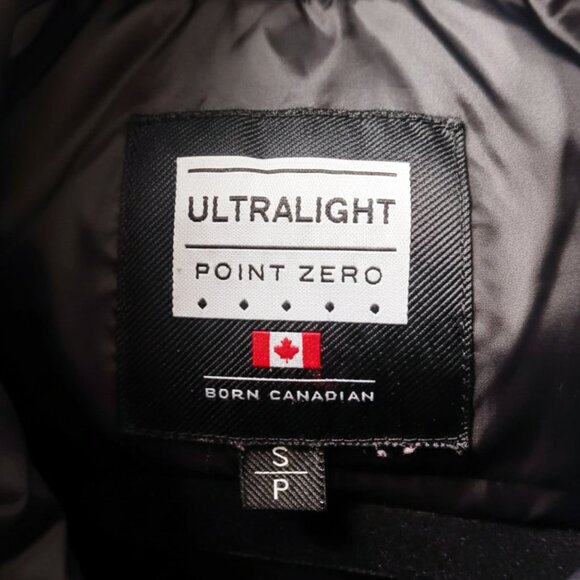 ULTRALIGHT
POINT ZERO
BORN CANADIAN
S
P